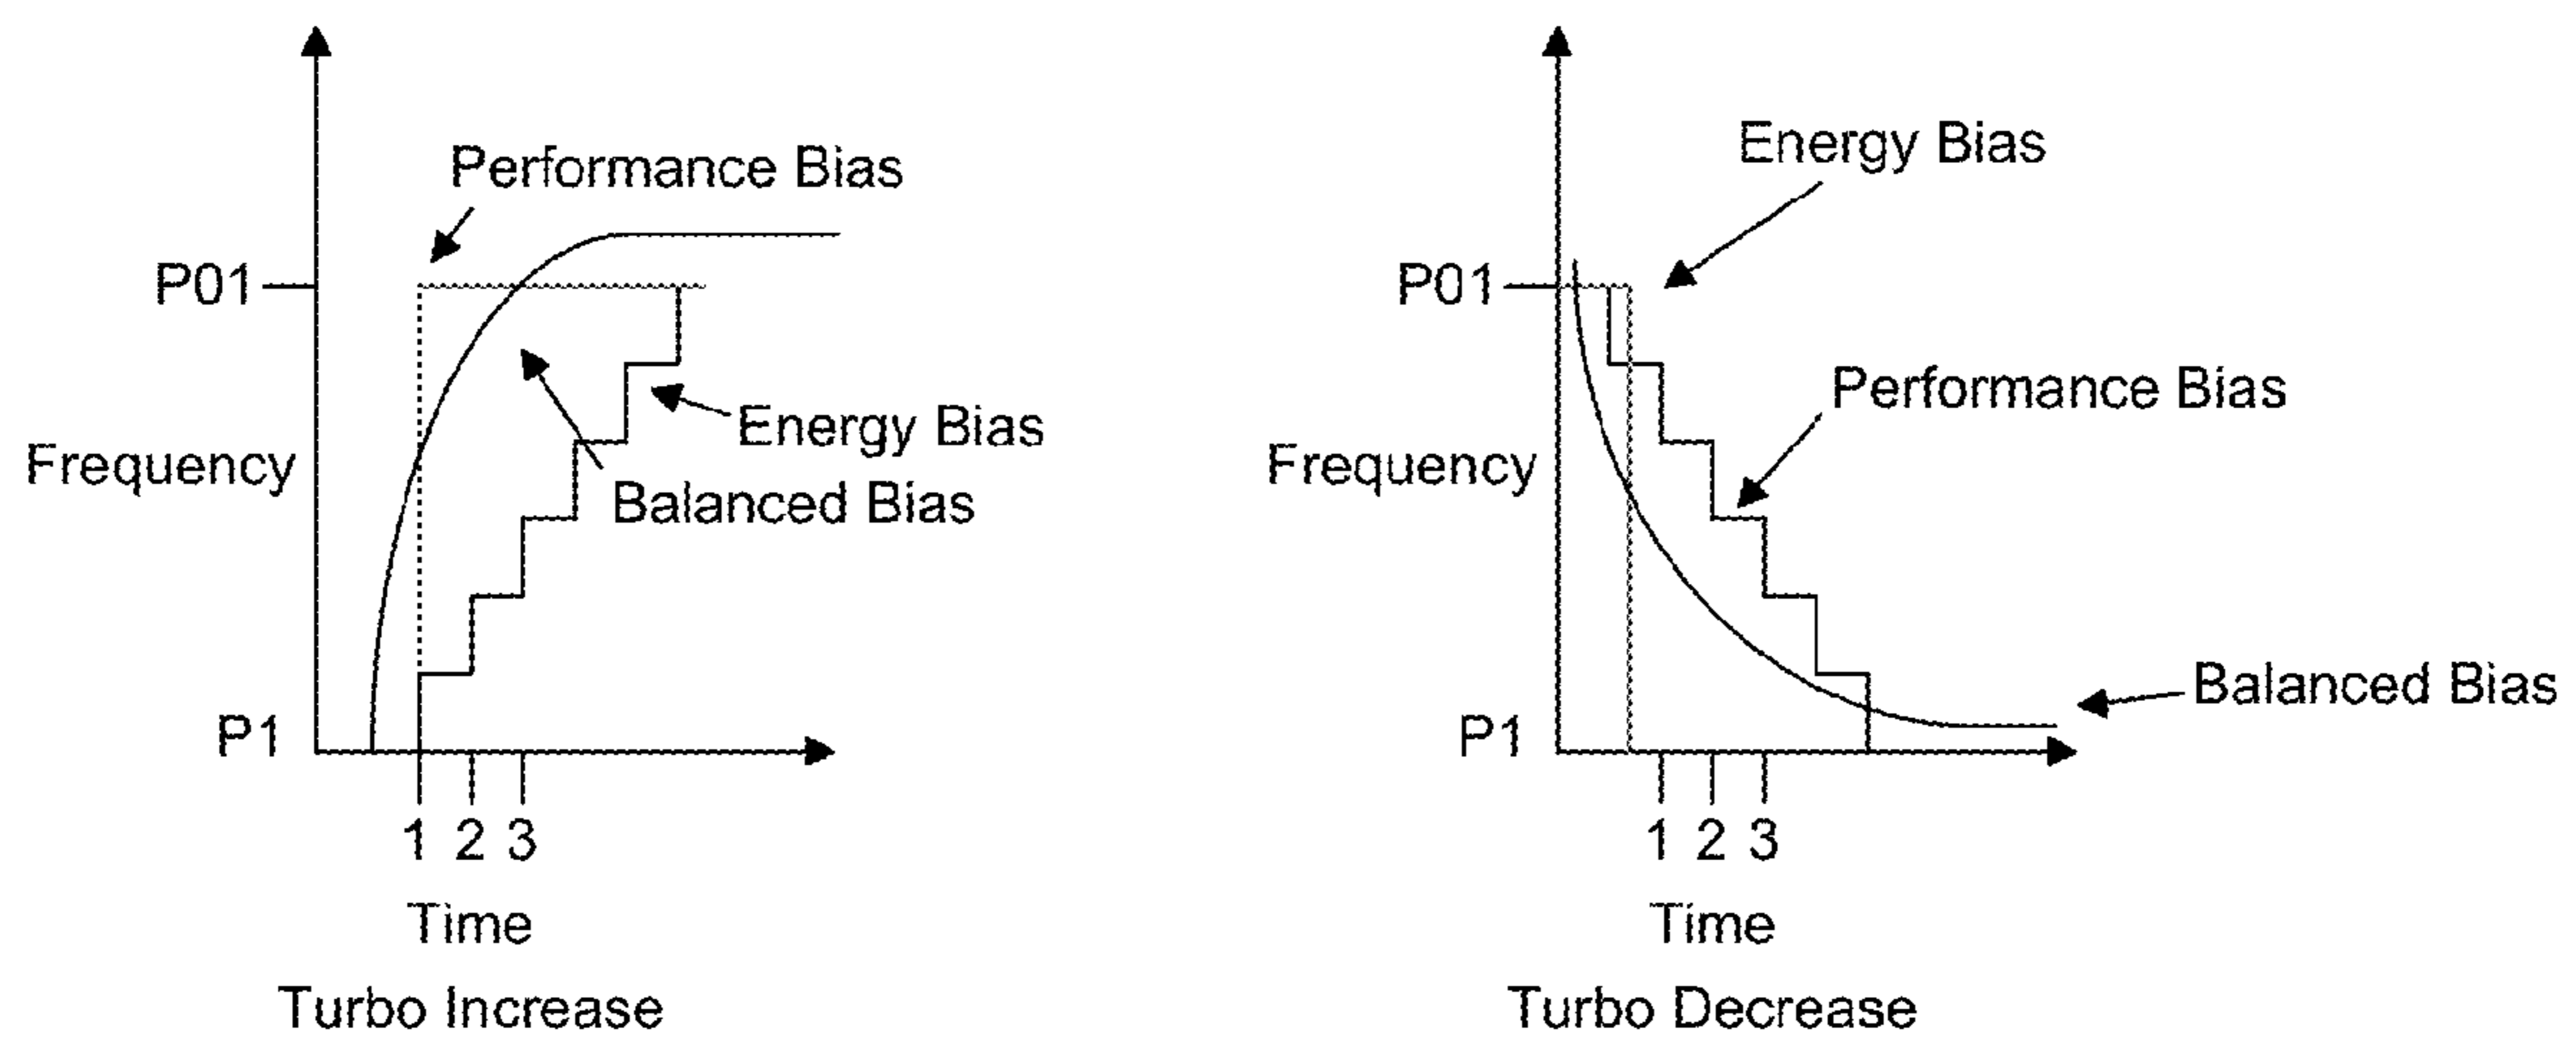 Performance Bias
P01
Energy Bias
Frequency
Balanced Bias
P1
1 2 3
Time
Turbo Increase
Energy Bias
P01
Performance Bias
Frequency
Balanced Bias
P1
1 2 3
Time
Turbo Decrease